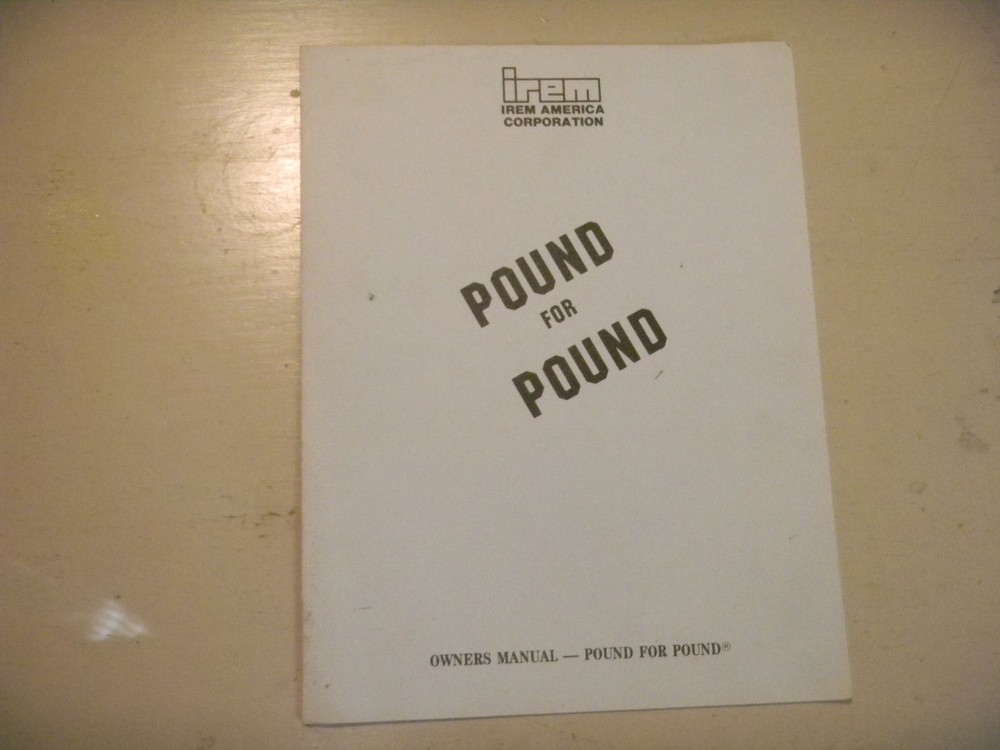 irem
IREM AMERICA
CORPORATION
POUND
FOR
POUND
OWNERS MANUAL — POUND FOR POUND®